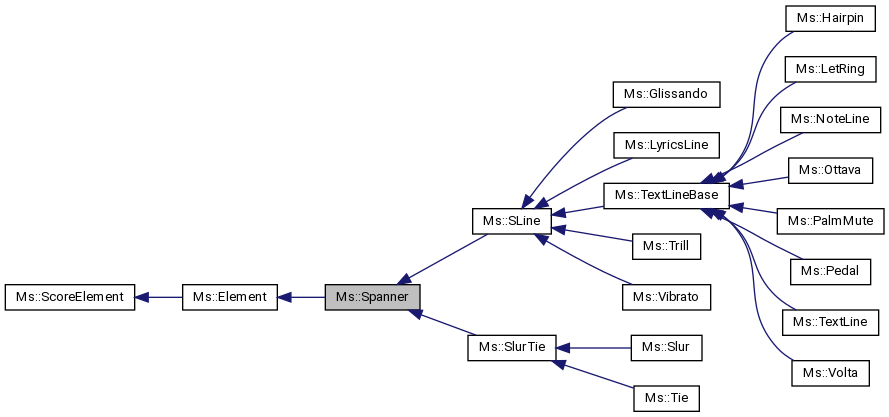 Ms::Hairpin
Ms::LetRing
Ms::Glissando
Ms::NoteLine
Ms::LyricsLine
Ms::Ottava
Ms::TextLineBase
Ms::SLine
Ms::PalmMute
Ms::Trill
Ms::Pedal
Ms::ScoreElement
Ms::Element
Ms::Spanner
Ms::Vibrato
Ms::TextLine
Ms::SlurTie
Ms::Slur
Ms::Volta
Ms::Tie